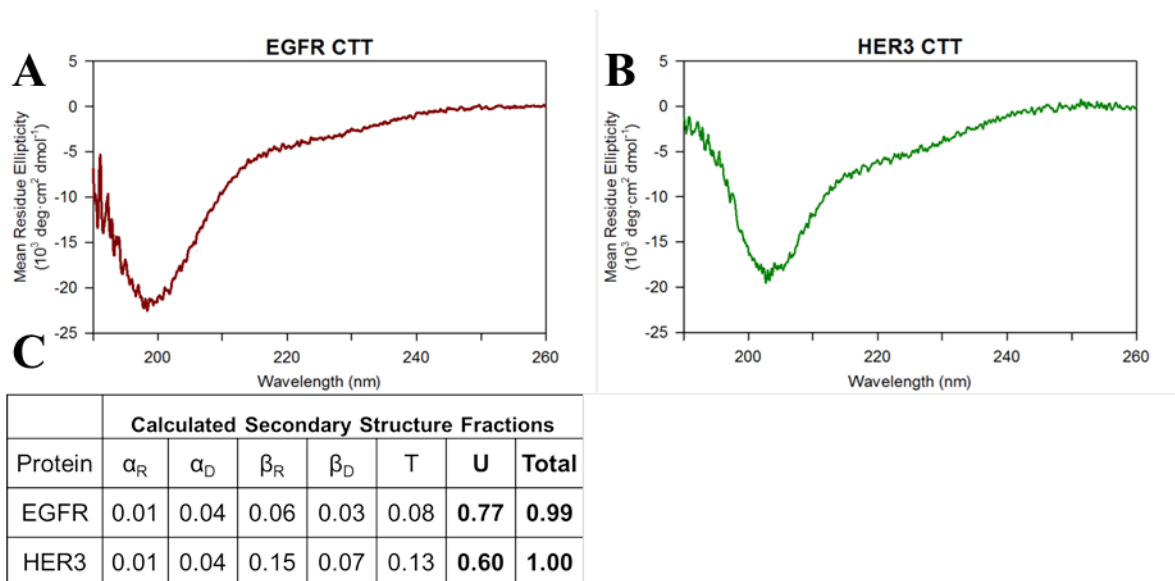 A
EGFR CTT
5
0
-5
-10
-15
-20
-25
Mean Residue Ellipticity
(10³ deg·cm² dmol⁻¹)
200
220
240
260
Wavelength (nm)
B
HER3 CTT
5
0
-5
-10
-15
-20
-25
Mean Residue Ellipticity
(10³ deg·cm² dmol⁻¹)
200
220
240
260
Wavelength (nm)
C
Calculated Secondary Structure Fractions
Protein α_R α_D β_R β_D T U Total
EGFR 0.01 0.04 0.06 0.03 0.08 0.77 0.99
HER3 0.01 0.04 0.15 0.07 0.13 0.60 1.00